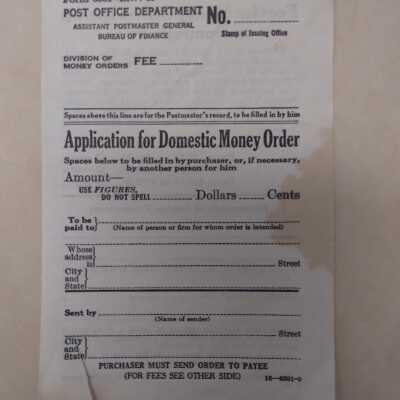 POST OFFICE DEPARTMENT No.
ASSISTANT POSTMASTER GENERAL Stamp of Issuing Office
BUREAU OF FINANCE
DIVISION OF
MONEY ORDERS FEE
Spaces above this line are for the Postmaster's record, to be filled in by him
Application for Domestic Money Order
Spaces below to be filled in by purchaser, or, if necessary,
by another person for him
Amount—
USE FIGURES,
DO NOT SPELL Dollars Cents
To be
paid to
(Name of person or firm for whom order is intended)
Whose
address
is Street
City
and
State
Sent by
(Name of sender)
Street
City
and
State
PURCHASER MUST SEND ORDER TO PAYEE
(FOR FEES SEE OTHER SIDE)